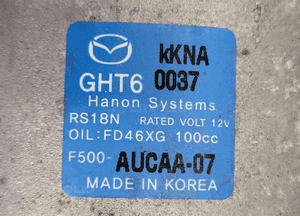 kKNA
GHT6 0037
Hanon Systems
RS18N RATED VOLT 12V
OIL:FD46XG 100cc
F500-AUCAA-07
MADE IN KOREA